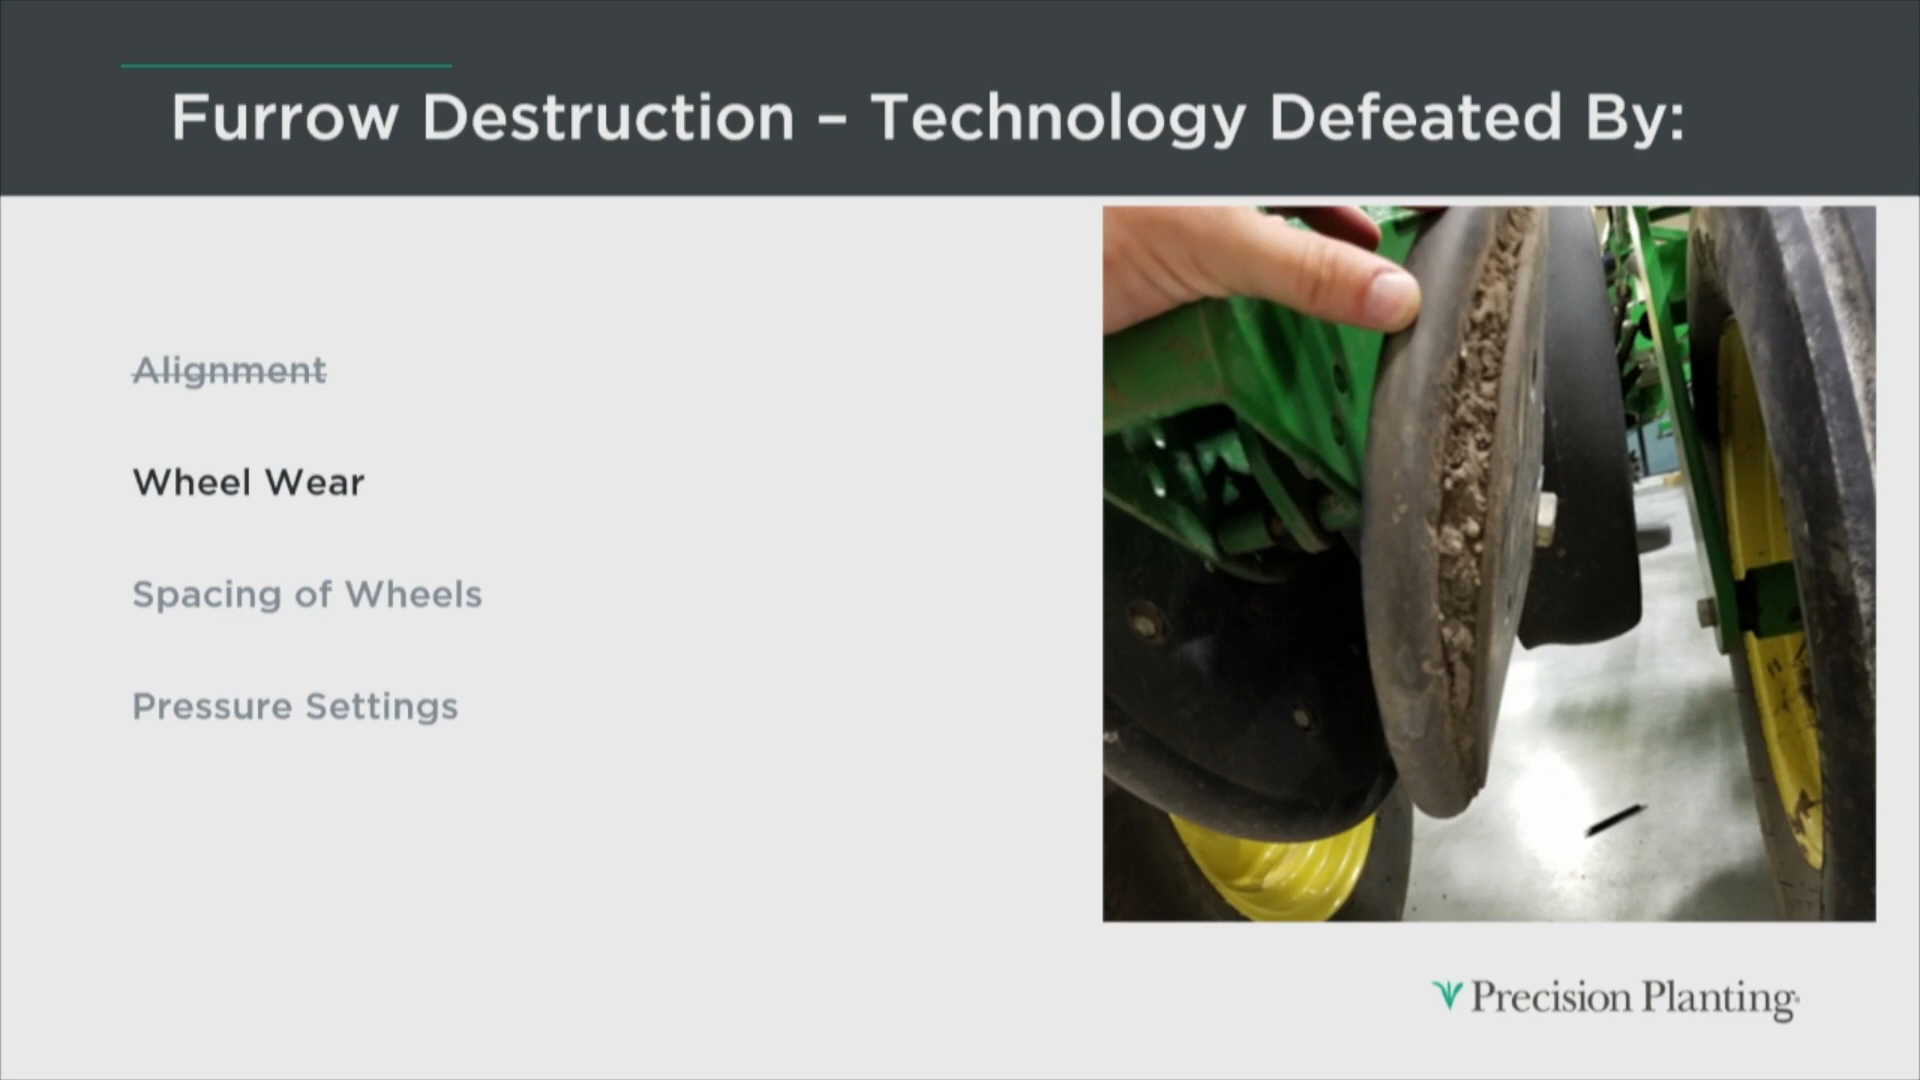 Furrow Destruction – Technology Defeated By:
Alignment
Wheel Wear
Spacing of Wheels
Pressure Settings
Precision Planting